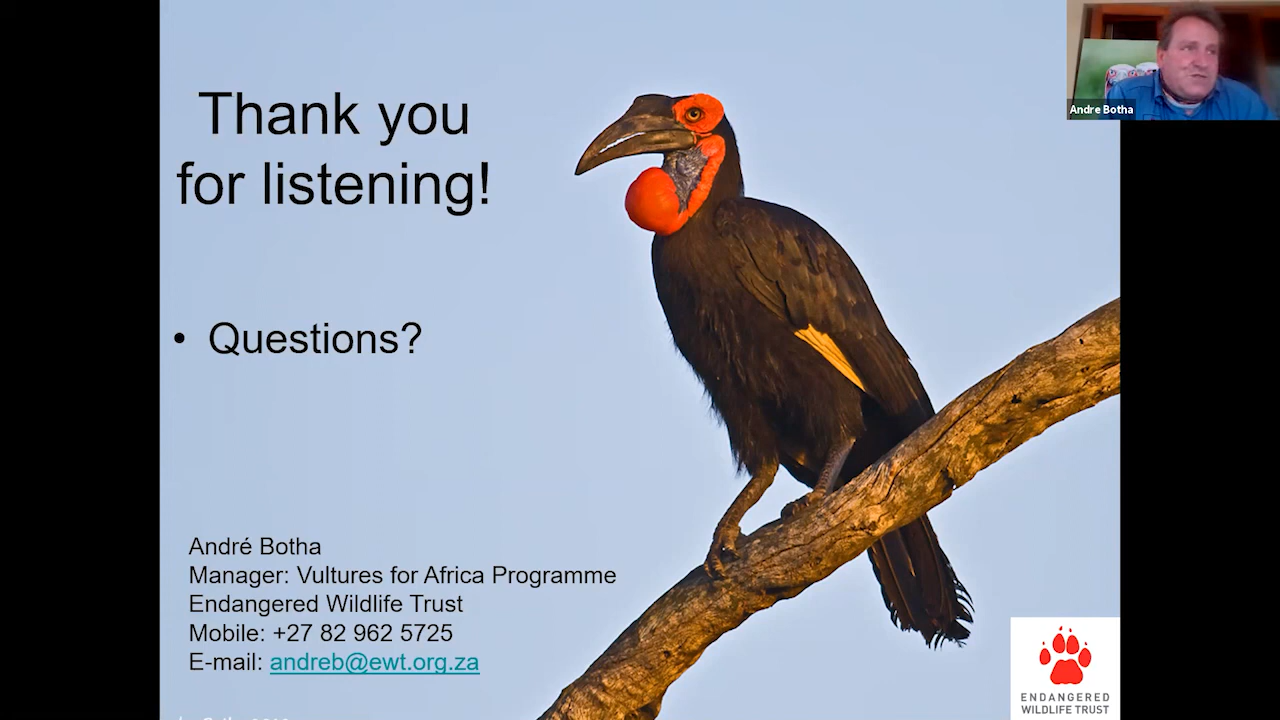 Andre Botha
Thank you
for listening!
• Questions?
André Botha
Manager: Vultures for Africa Programme
Endangered Wildlife Trust
Mobile: +27 82 962 5725
E-mail: andreb@ewt.org.za
ENDANGERED
WILDLIFE TRUST